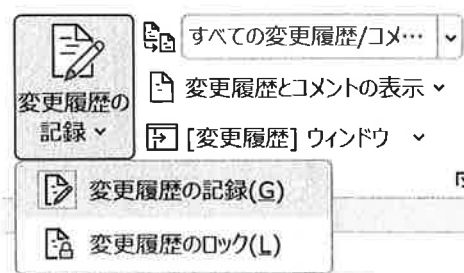 変更履歴の
記録
すべての変更履歴/コメ…
変更履歴とコメントの表示
[変更履歴] ウィンドウ
変更履歴の記録(G)
変更履歴のロック(L)